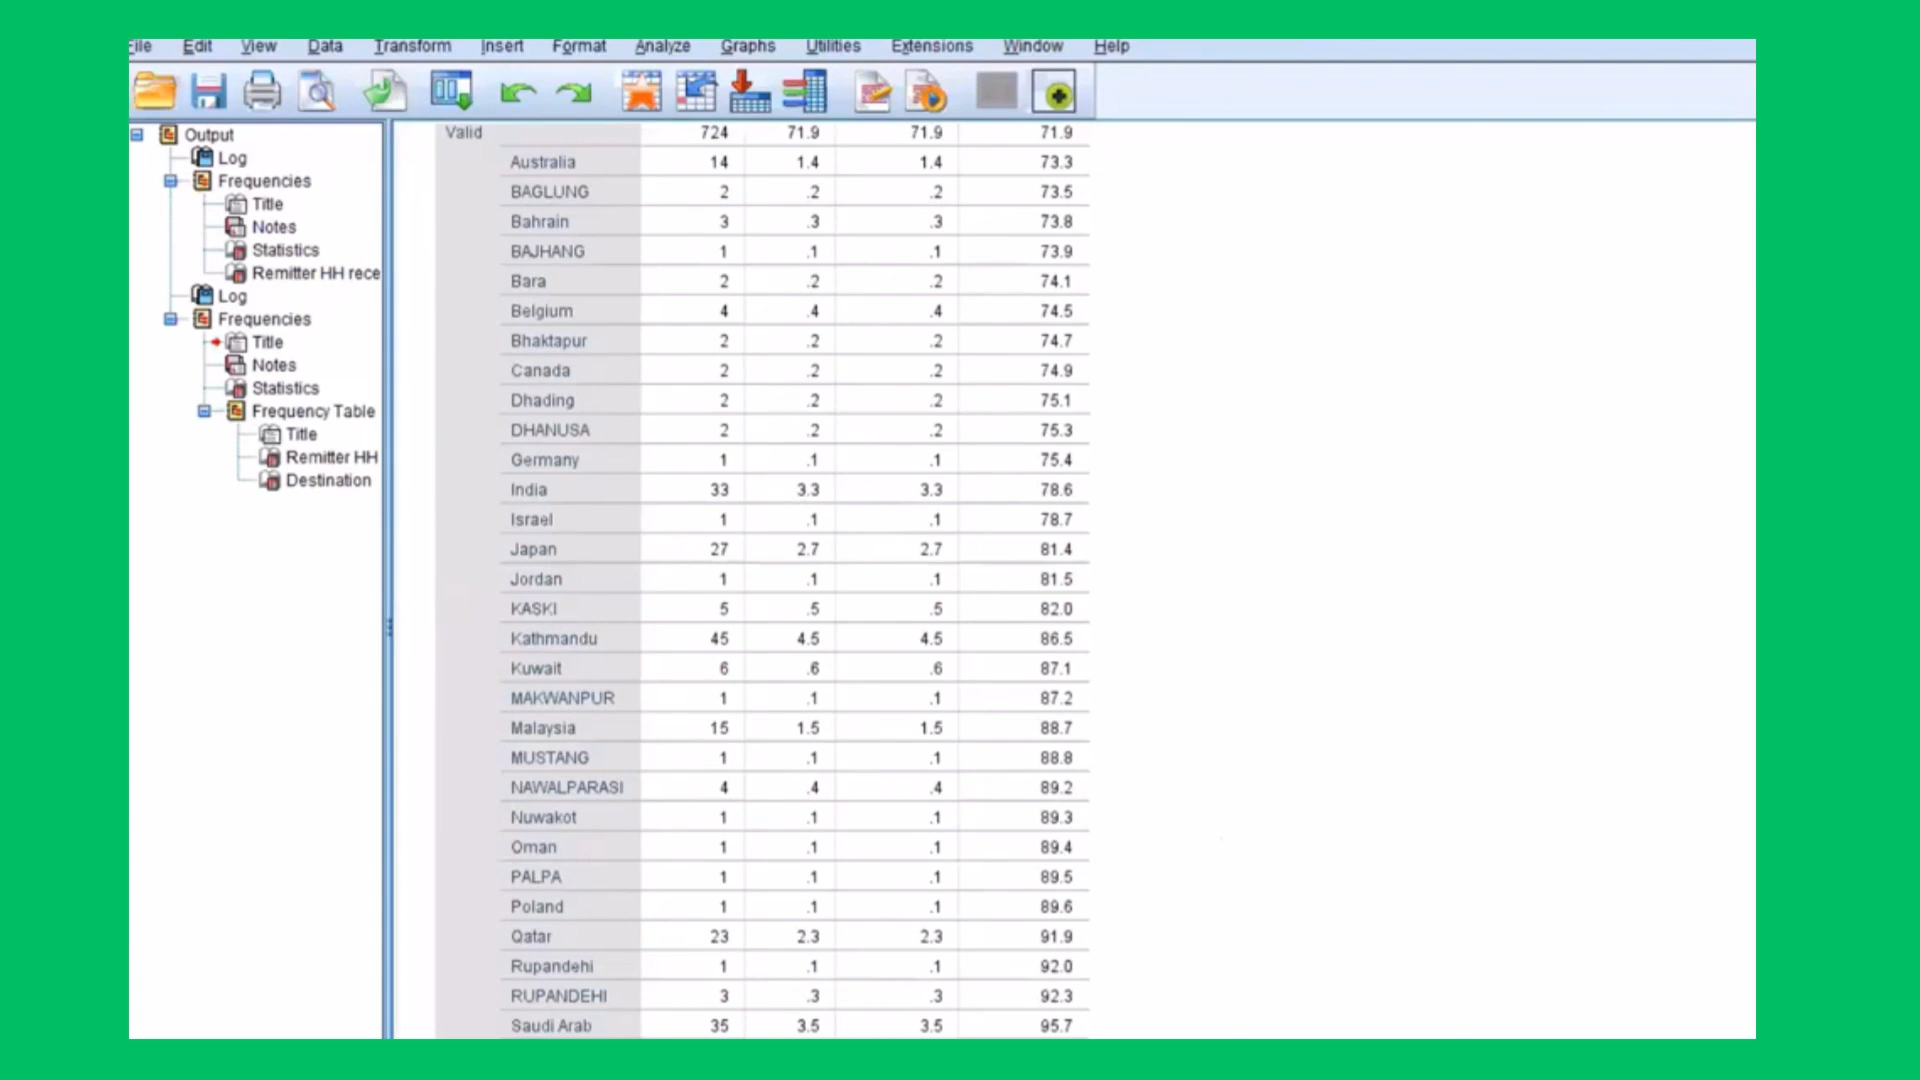 File Edit View Data Transform Insert Format Analyze Graphs Utilities Extensions Window Help
Output
Log
Frequencies
Title
Notes
Statistics
Remitter HH rece
Log
Frequencies
Title
Notes
Statistics
Frequency Table
Title
Remitter HH
Destination
Valid 724 71.9 71.9 71.9
Australia 14 1.4 1.4 73.3
BAGLUNG 2 .2 .2 73.5
Bahrain 3 .3 .3 73.8
BAJHANG 1 .1 .1 73.9
Bara 2 .2 .2 74.1
Belgium 4 .4 .4 74.5
Bhaktapur 2 .2 .2 74.7
Canada 2 .2 .2 74.9
Dhading 2 .2 .2 75.1
DHANUSA 2 .2 .2 75.3
Germany 1 .1 .1 75.4
India 33 3.3 3.3 78.6
Israel 1 .1 .1 78.7
Japan 27 2.7 2.7 81.4
Jordan 1 .1 .1 81.5
KASKI 5 .5 .5 82.0
Kathmandu 45 4.5 4.5 86.5
Kuwait 6 .6 .6 87.1
MAKWANPUR 1 .1 .1 87.2
Malaysia 15 1.5 1.5 88.7
MUSTANG 1 .1 .1 88.8
NAWALPARASI 4 .4 .4 89.2
Nuwakot 1 .1 .1 89.3
Oman 1 .1 .1 89.4
PALPA 1 .1 .1 89.5
Poland 1 .1 .1 89.6
Qatar 23 2.3 2.3 91.9
Rupandehi 1 .1 .1 92.0
RUPANDEHI 3 .3 .3 92.3
Saudi Arab 35 3.5 3.5 95.7